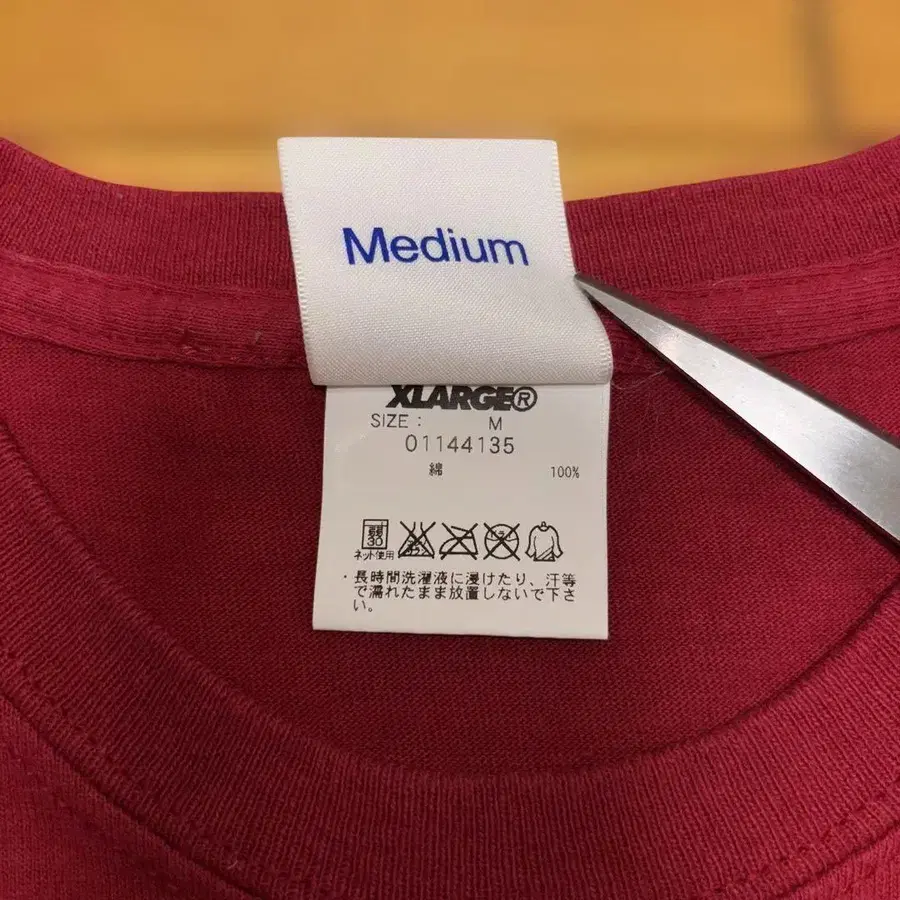 Medium
XLARGE®
SIZE : M
01144135
綿 100%
弱 30
ネット使用
・長時間洗濯液に浸けたり、汗等
で濡れたまま放置しないで下さ
い。